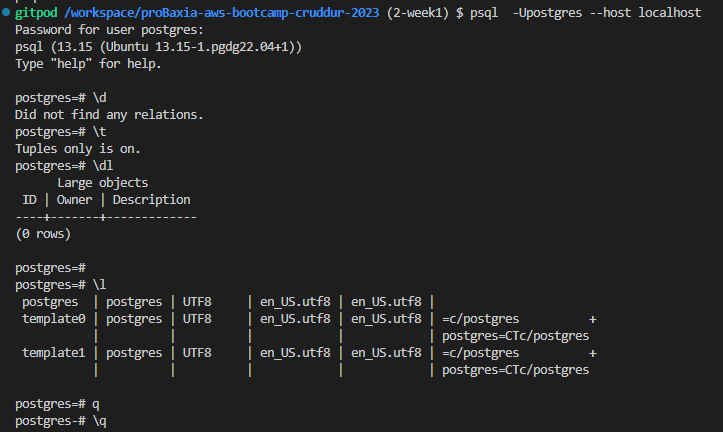 gitpod /workspace/proBaxia-aws-bootcamp-cruddur-2023 (2-week1) $ psql  -Upostgres --host localhost
Password for user postgres:
psql (13.15 (Ubuntu 13.15-1.pgdg22.04+1))
Type "help" for help.

postgres=# \d
Did not find any relations.
postgres=# \t
Tuples only is on.
postgres=# \dl
      Large objects
 ID | Owner | Description
----+-------+-------------
(0 rows)

postgres=#
postgres=# \l
 postgres  | postgres | UTF8     | en_US.utf8 | en_US.utf8 |
 template0 | postgres | UTF8     | en_US.utf8 | en_US.utf8 | =c/postgres          +
           |          |          |            |            | postgres=CTc/postgres
 template1 | postgres | UTF8     | en_US.utf8 | en_US.utf8 | =c/postgres          +
           |          |          |            |            | postgres=CTc/postgres

postgres=# q
postgres-# \q